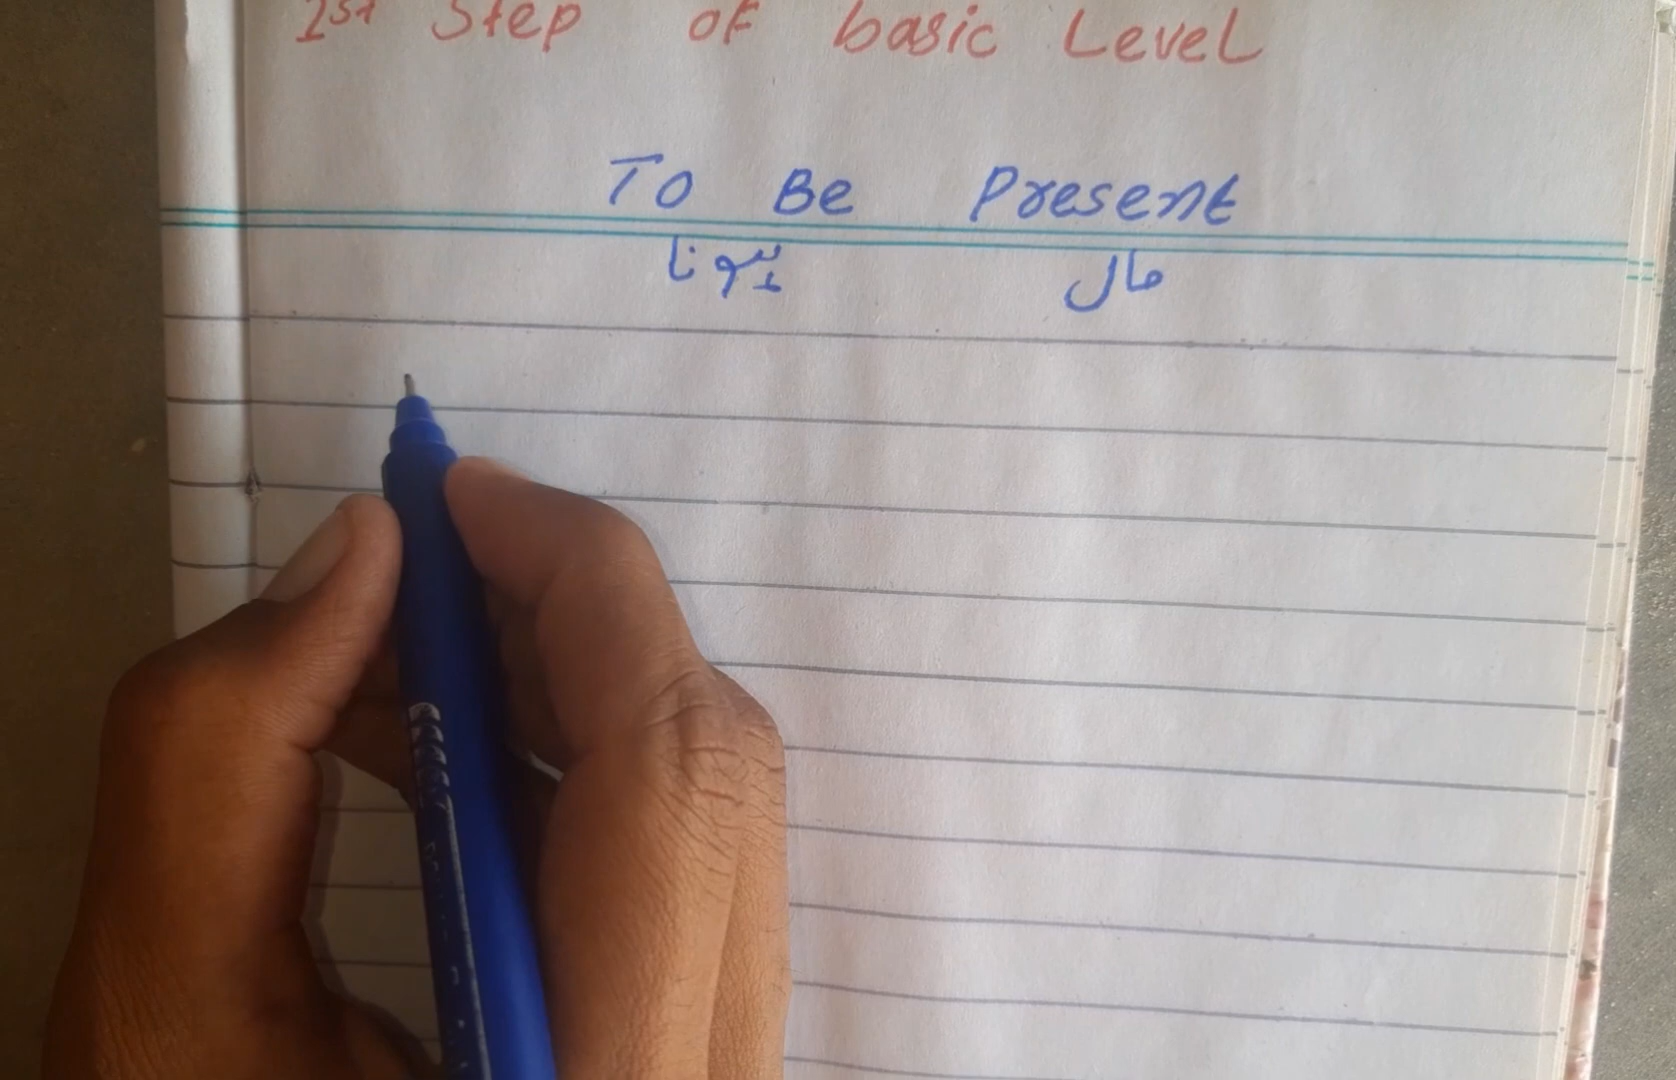 1st Step of basic Level
To Be Present
ہونا حال